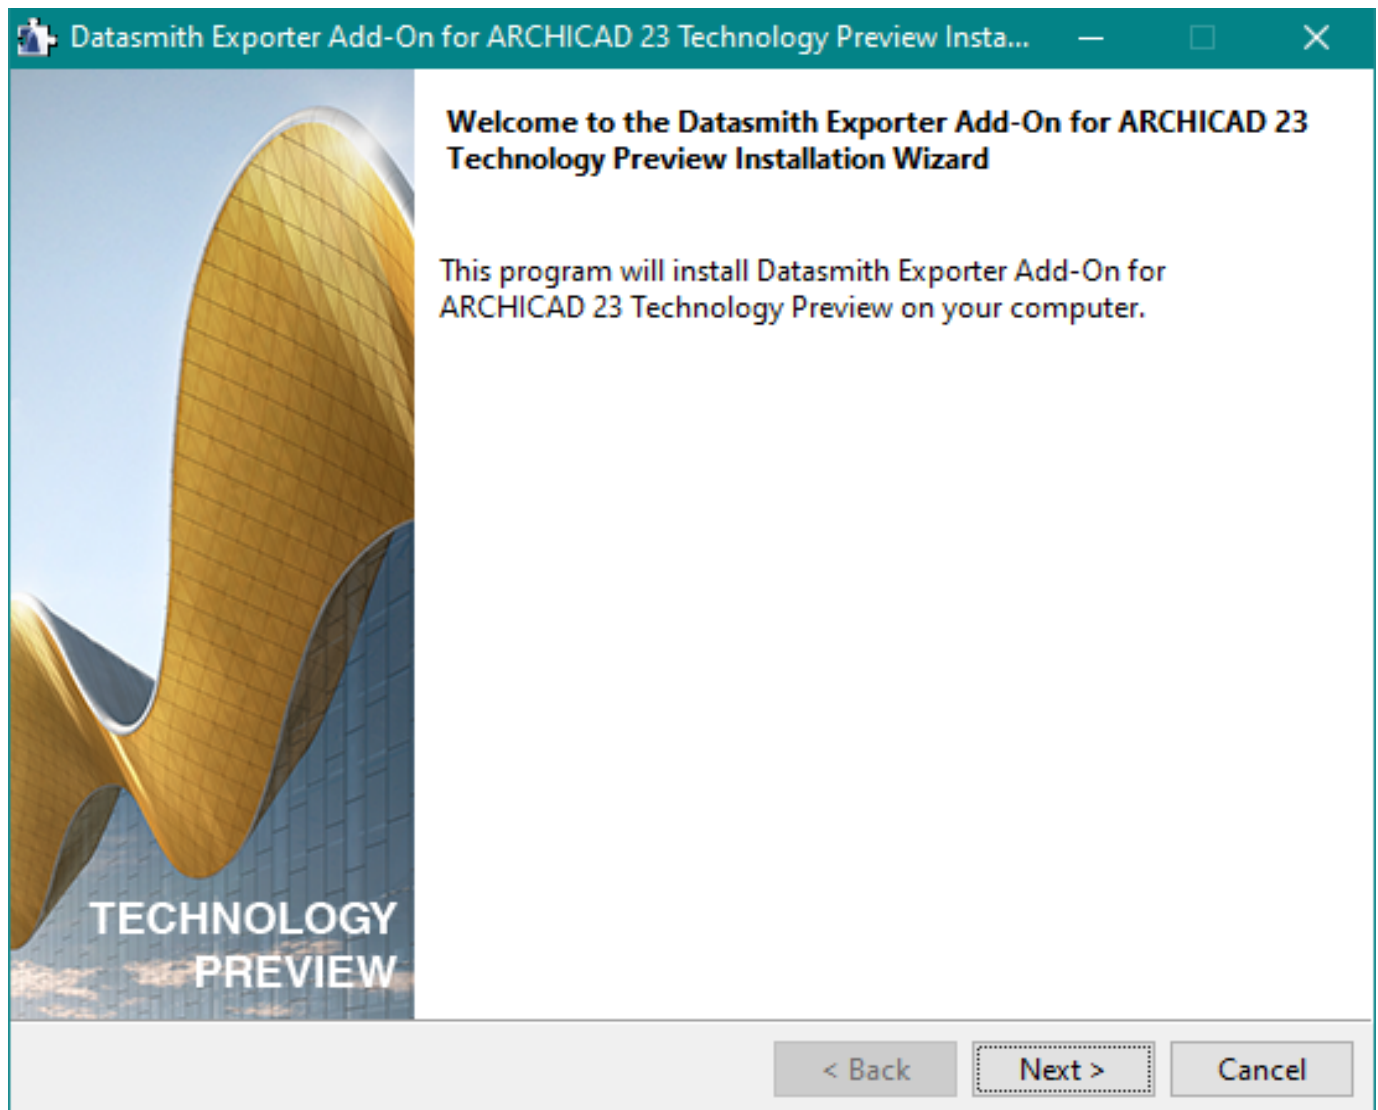 Datasmith Exporter Add-On for ARCHICAD 23 Technology Preview Insta...
Welcome to the Datasmith Exporter Add-On for ARCHICAD 23
Technology Preview Installation Wizard
This program will install Datasmith Exporter Add-On for
ARCHICAD 23 Technology Preview on your computer.
TECHNOLOGY
PREVIEW
< Back
Next >
Cancel